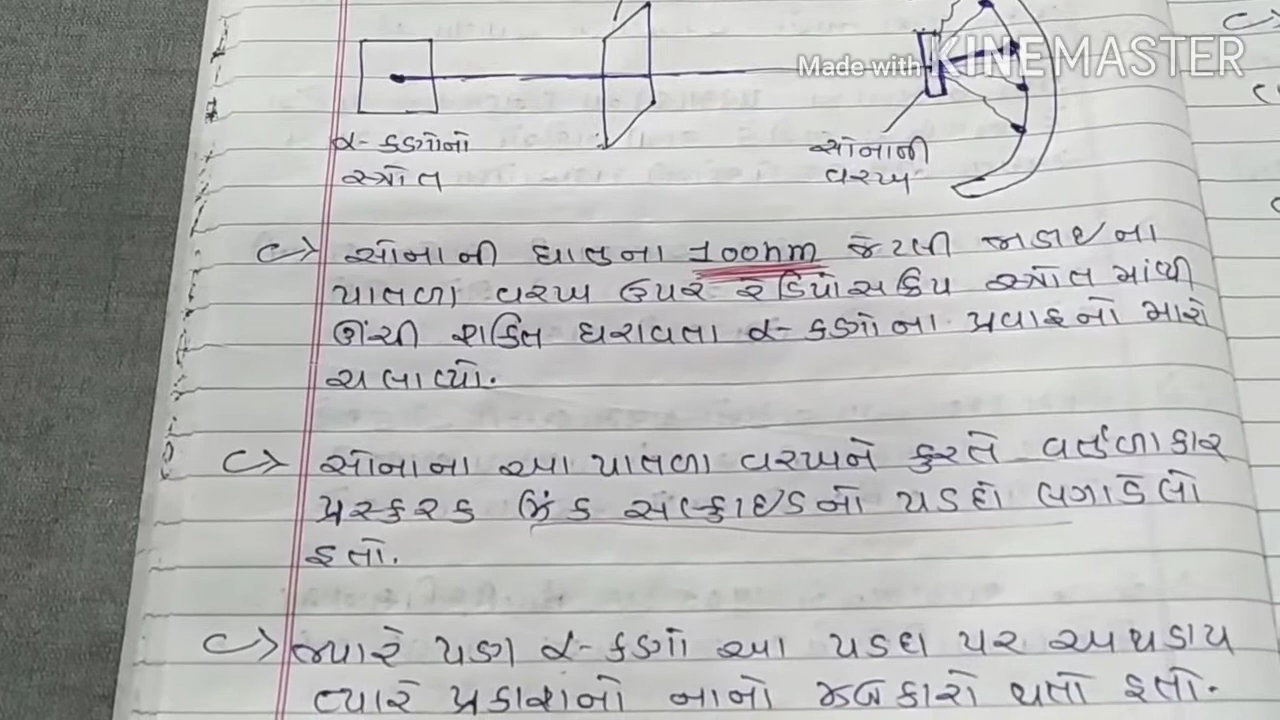 Made with KINEMASTER
α- કણોનો
સ્ત્રોત
સોનાની
વરખ
સોનાની ધાતુના 100nm જેટલી જાડાઇના
પાતળા વરખ ઉપર રેડિયોસક્રિય સ્ત્રોત માંથી
ઊંચી શક્તિ ધરાવતા α- કણોના પ્રવાહનો મારો
ચલાવ્યો.
સોનાના આ પાતળા વરખને ફરતે વર્તુળાકાર
પ્રસ્ફુરક ઝિંક સલ્ફાઇડનો પડદો લગાડેલો
હતો.
જ્યારે પણ α- કણો આ પડદા પર અથડાય
ત્યારે પ્રકાશનો નાનો ઝબકારો થતો હતો.